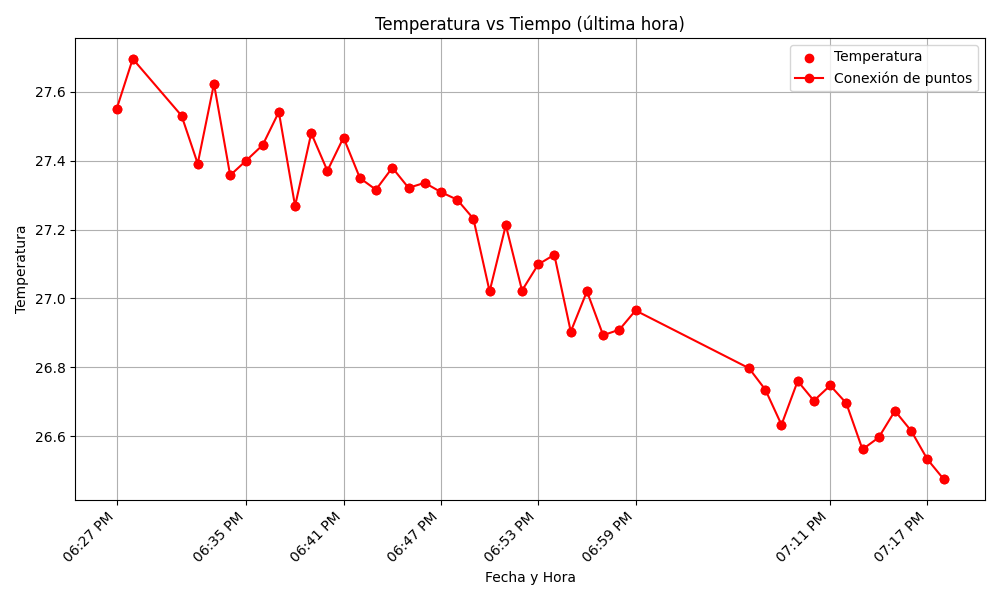 Temperatura vs Tiempo (última hora)
Temperatura
Conexión de puntos
Temperatura
27.6
27.4
27.2
27.0
26.8
26.6
06:27 PM
06:35 PM
06:41 PM
06:47 PM
06:53 PM
06:59 PM
07:11 PM
07:17 PM
Fecha y Hora